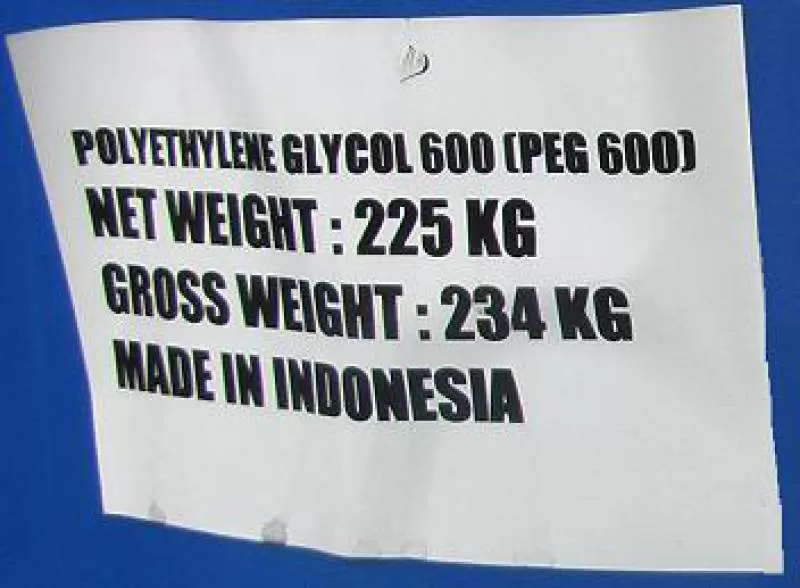 POLYETHYLENE GLYCOL 600 (PEG 600)
NET WEIGHT : 225 KG
GROSS WEIGHT : 234 KG
MADE IN INDONESIA